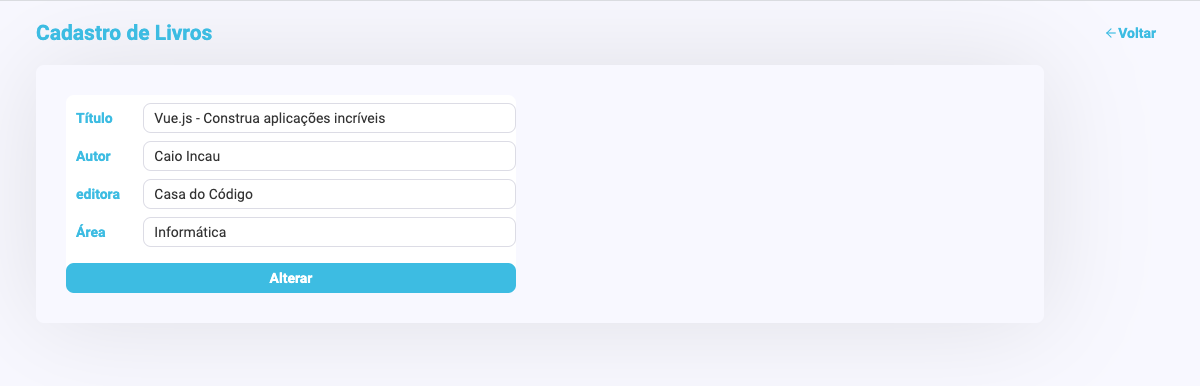 Cadastro de Livros
←Voltar
Título
Vue.js - Construa aplicações incríveis
Autor
Caio Incau
editora
Casa do Código
Área
Informática
Alterar